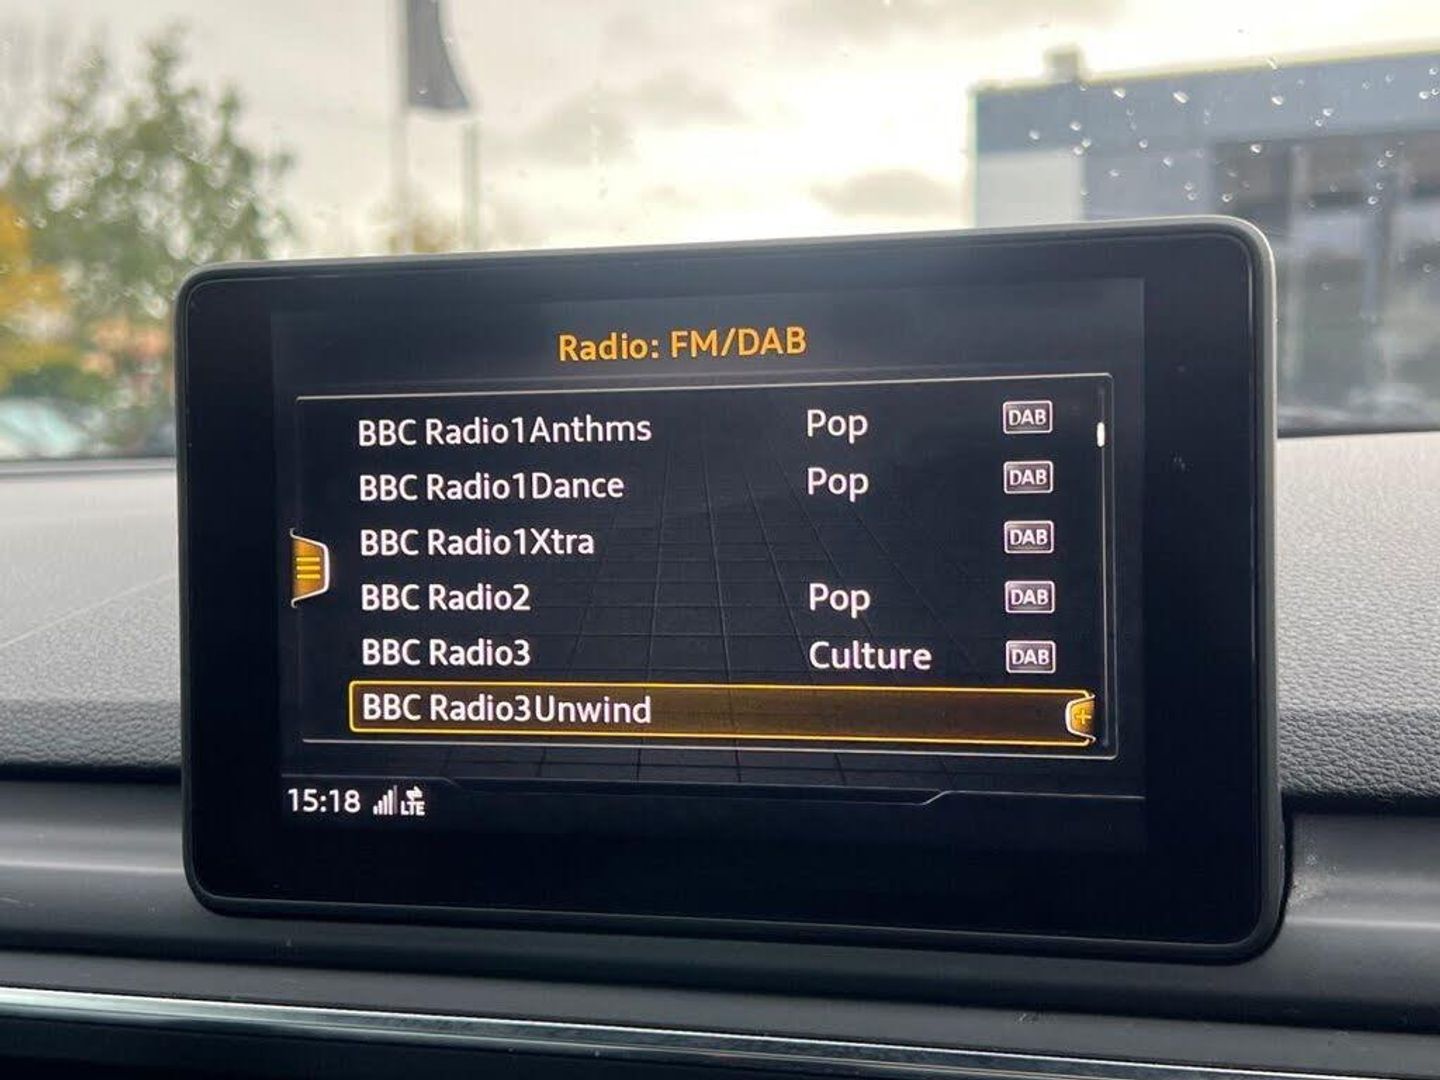 Radio: FM/DAB
BBC Radio1Anthms Pop DAB
BBC Radio1Dance Pop DAB
BBC Radio1Xtra DAB
BBC Radio2 Pop DAB
BBC Radio3 Culture DAB
BBC Radio3Unwind +
15:18 LTE